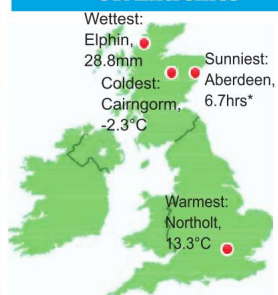 Wettest:
Elphin,
28.8mm
Sunniest:
Aberdeen,
6.7hrs*
Coldest:
Cairngorm,
-2.3°C
Warmest:
Northolt,
13.3°C